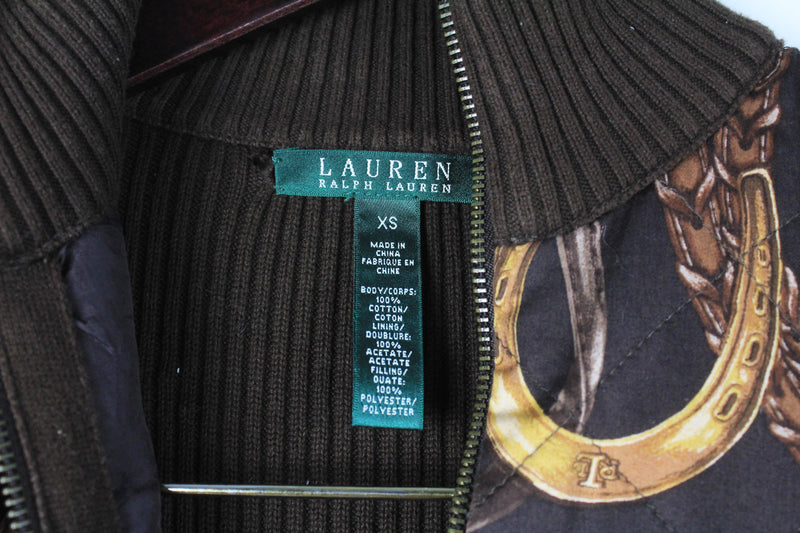 LAUREN
RALPH LAUREN
XS
MADE IN
CHINA
FABRIQUE EN
CHINE
BODY/CORPS:
100%
COTTON/
COTON
LINING/
DOUBLURE:
100%
ACETATE/
ACETATE
FILLING/
OUATE:
100%
POLYESTER/
POLYESTER